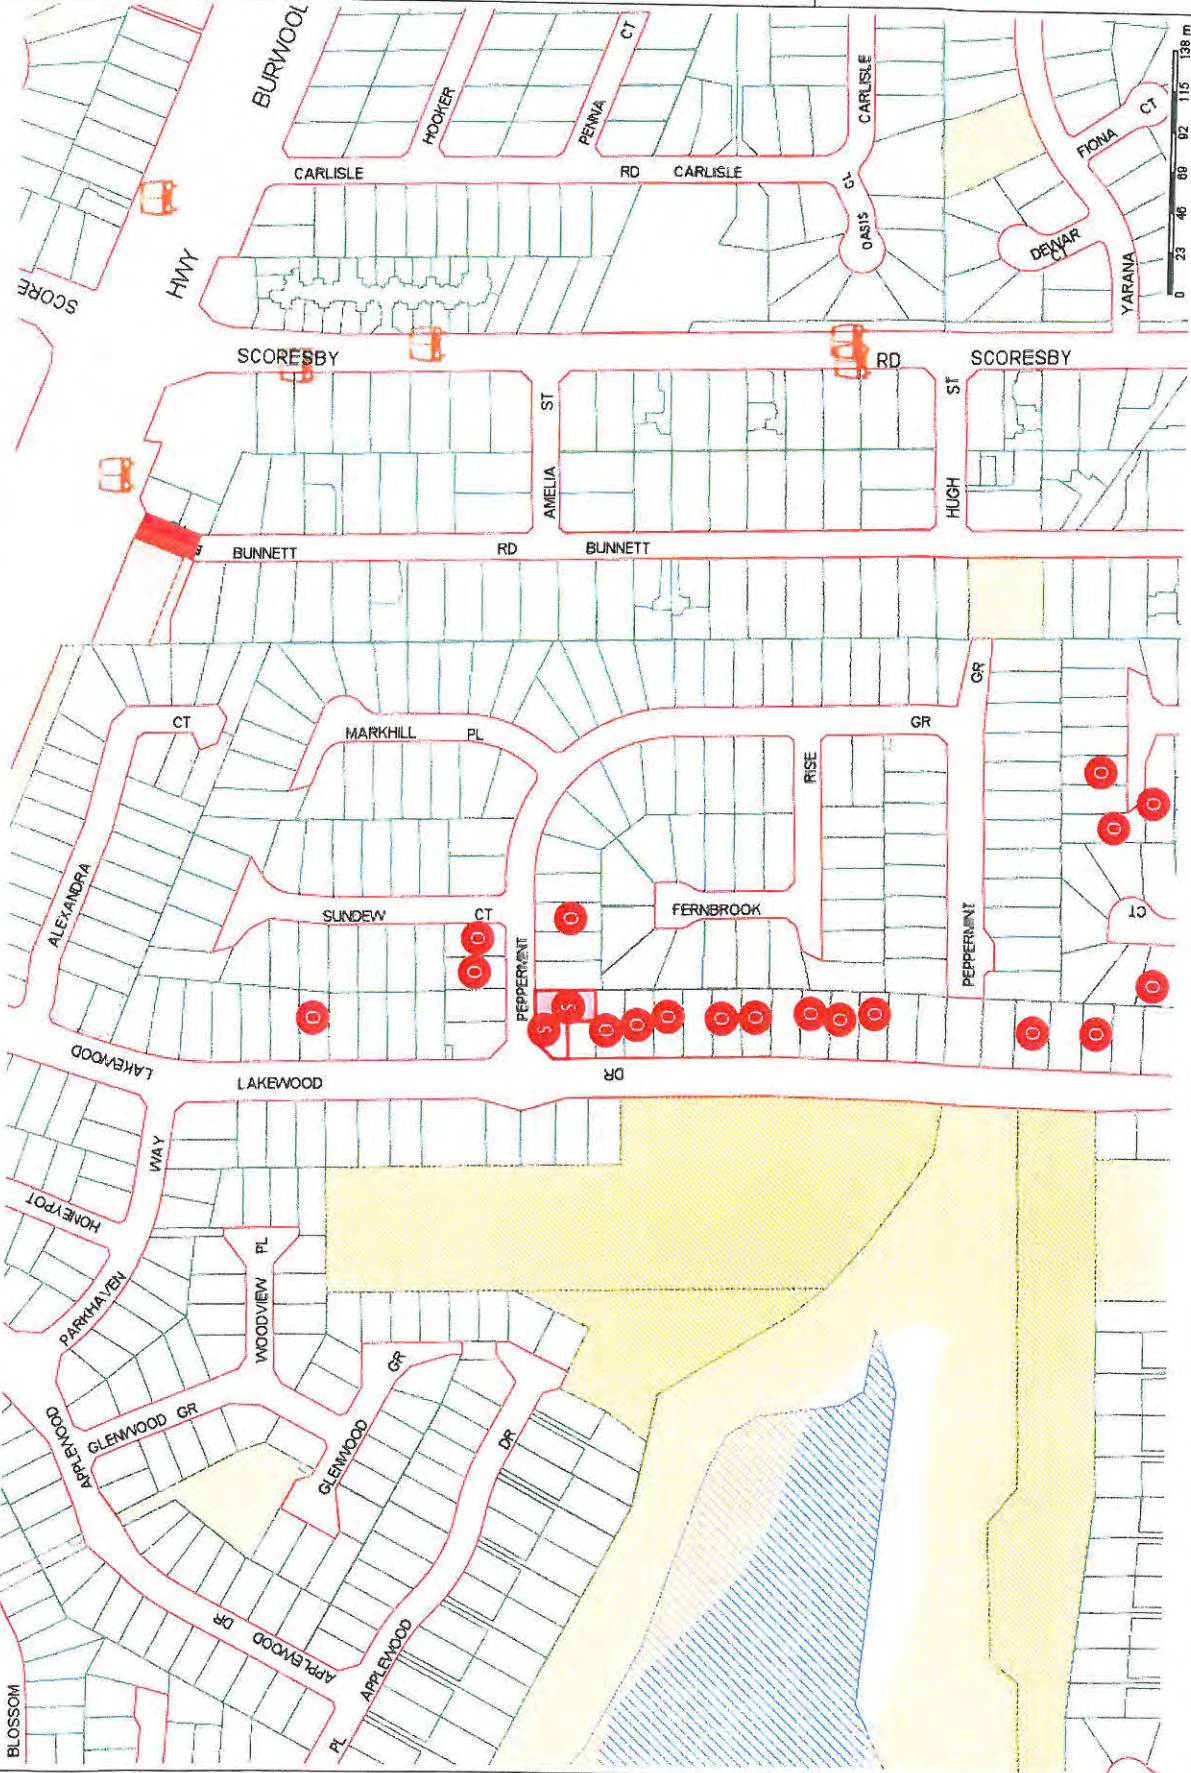 BURWOOL
HOOKER
PENNA
CT
CARLISLE
FIONA
CT
CARLISLE
RD
CARLISLE
CL
OASIS
DEWAR
CT
YARANA
0 23 46 69 92 115 138 m
SCORE
HWY
SCORESBY
RD
SCORESBY
AMELIA
ST
HUGH
ST
BUNNETT
RD
BUNNETT
CT
MARKHILL
PL
GR
GR
RISE
ALEXANDRA
SUNDEW
CT
FERNBROOK
PEPPERMINT
PEPPERMINT
CT
O
O
O
O
O
O
O
S
S
O
O
O
O
O
O
O
O
O
O
O
LAKEWOOD
LAKEWOOD
DR
WAY
HONEYPOT
PARKHAVEN
PL
WOODVIEW
GR
GLENWOOD
GLENWOOD GR
APPLEWOOD
DR
APPLEWOOD DR
APPLEWOOD
PL
BLOSSOM